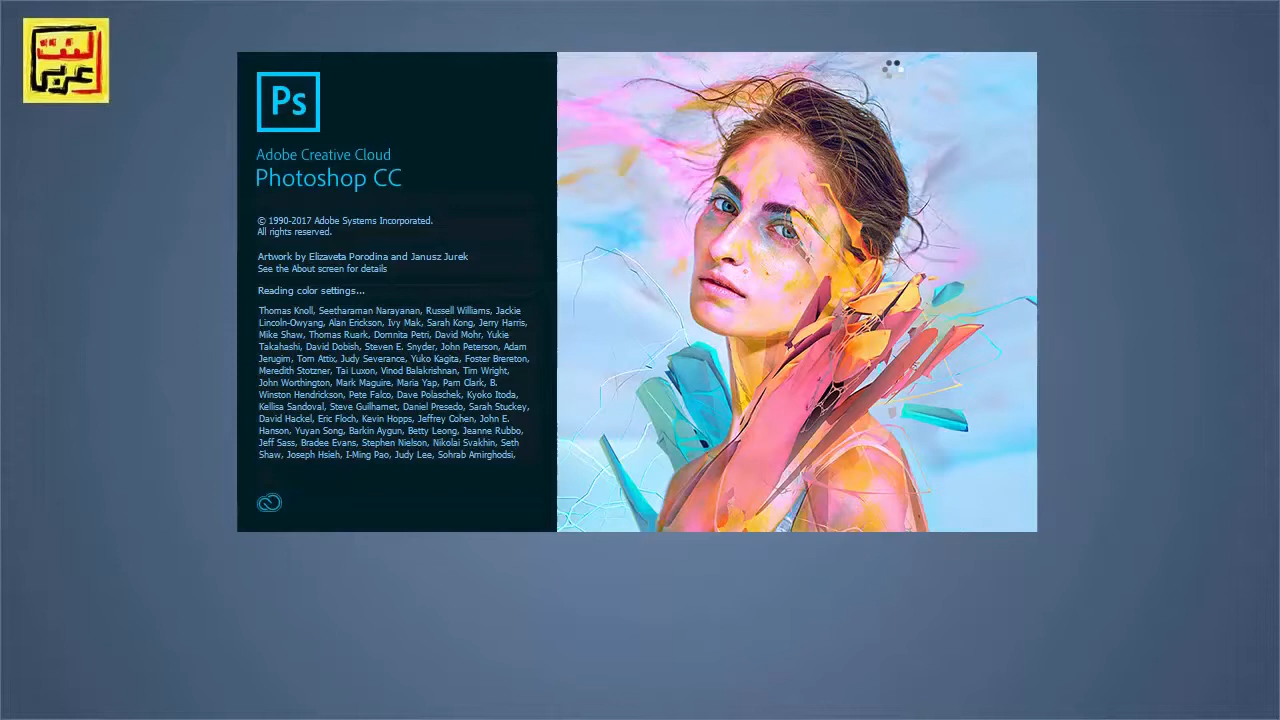 النت
عربي
Ps
Adobe Creative Cloud
Photoshop CC
© 1990-2017 Adobe Systems Incorporated.
All rights reserved.
Artwork by Elizaveta Porodina and Janusz Jurek
See the About screen for details
Reading color settings...
Thomas Knoll, Seetharaman Narayanan, Russell Williams, Jackie
Lincoln-Owyang, Alan Erickson, Ivy Mak, Sarah Kong, Jerry Harris,
Mike Shaw, Thomas Ruark, Domnita Petri, David Mohr, Yukie
Takahashi, David Dobish, Steven E. Snyder, John Peterson, Adam
Jerugim, Tom Attix, Judy Severance, Yuko Kagita, Foster Brereton,
Meredith Stotzner, Tai Luxon, Vinod Balakrishnan, Tim Wright,
John Worthington, Mark Maguire, Maria Yap, Pam Clark, B.
Winston Hendrickson, Pete Falco, Dave Polaschek, Kyoko Itoda,
Kellisa Sandoval, Steve Guilhamet, Daniel Presedo, Sarah Stuckey,
David Hackel, Eric Floch, Kevin Hopps, Jeffrey Cohen, John E.
Hanson, Yuyan Song, Barkin Aygun, Betty Leong, Jeanne Rubbo,
Jeff Sass, Bradee Evans, Stephen Nielson, Nikolai Svakhin, Seth
Shaw, Joseph Hsieh, I-Ming Pao, Judy Lee, Sohrab Amirghodsi,